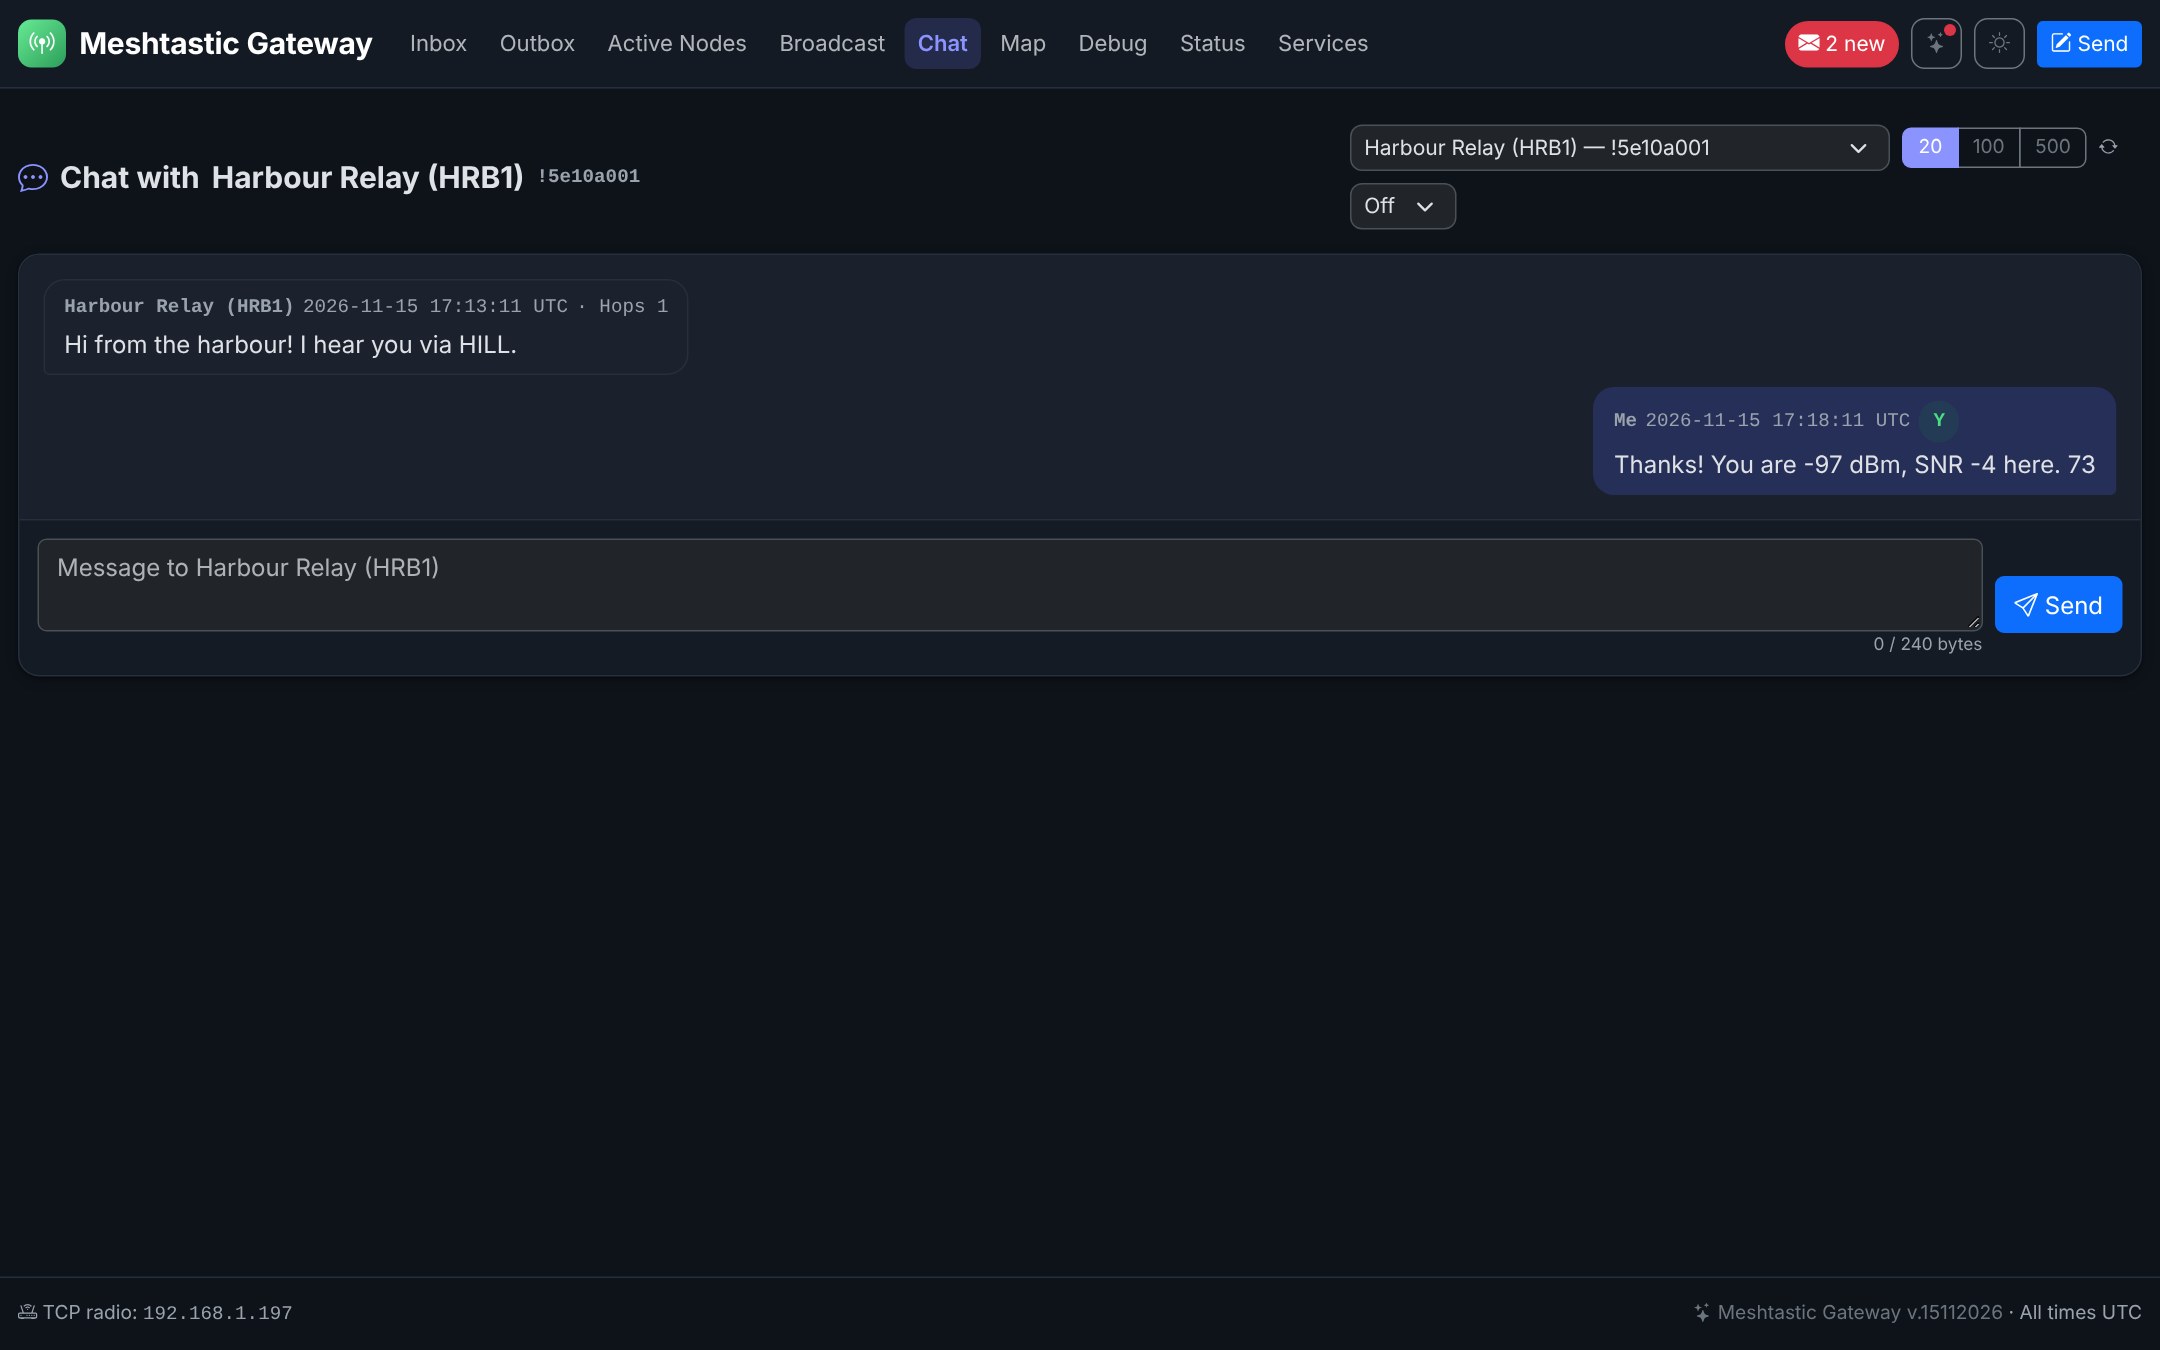 Meshtastic Gateway Inbox Outbox Active Nodes Broadcast Chat Map Debug Status Services 2 new Send
Chat with Harbour Relay (HRB1) !5e10a001
Harbour Relay (HRB1) — !5e10a001 20 100 500
Off
Harbour Relay (HRB1) 2026-11-15 17:13:11 UTC · Hops 1
Hi from the harbour! I hear you via HILL.
Me 2026-11-15 17:18:11 UTC Y
Thanks! You are -97 dBm, SNR -4 here. 73
Message to Harbour Relay (HRB1)
Send
0 / 240 bytes
TCP radio: 192.168.1.197
Meshtastic Gateway v.15112026 · All times UTC